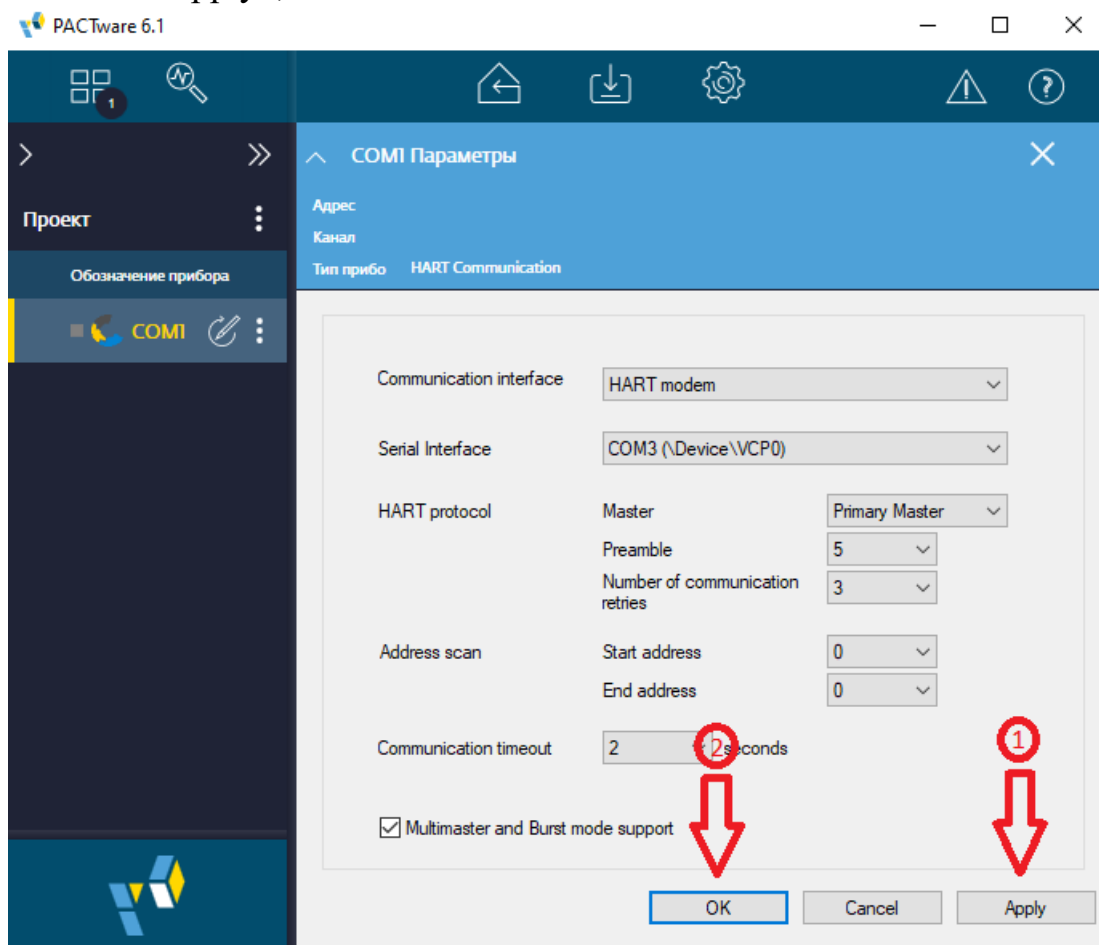 PACTware 6.1
1
COM1 Параметры
Проект
Адрес
Канал
Тип прибо HART Communication
Обозначение прибора
COM1
Communication interface HART modem
Serial Interface COM3 (\Device\VCP0)
HART protocol Master Primary Master
Preamble 5
Number of communication retries 3
Address scan Start address 0
End address 0
Communication timeout 2 seconds
2
1
Multimaster and Burst mode support
OK Cancel Apply